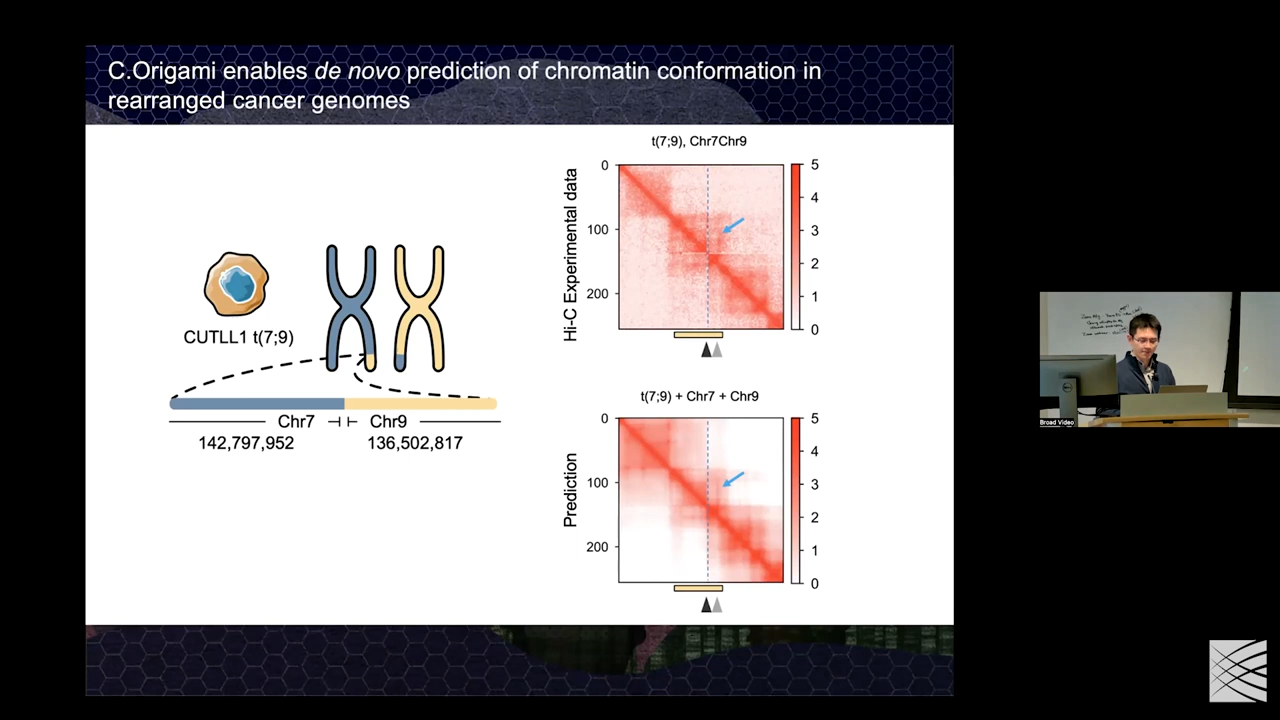 C.Origami enables de novo prediction of chromatin conformation in
rearranged cancer genomes
CUTLL1 t(7;9)
Chr7
Chr9
142,797,952
136,502,817
t(7;9), Chr7Chr9
Hi-C Experimental data
0
100
200
5
4
3
2
1
0
t(7;9) + Chr7 + Chr9
Prediction
0
100
200
5
4
3
2
1
0
DELL
Broad Video